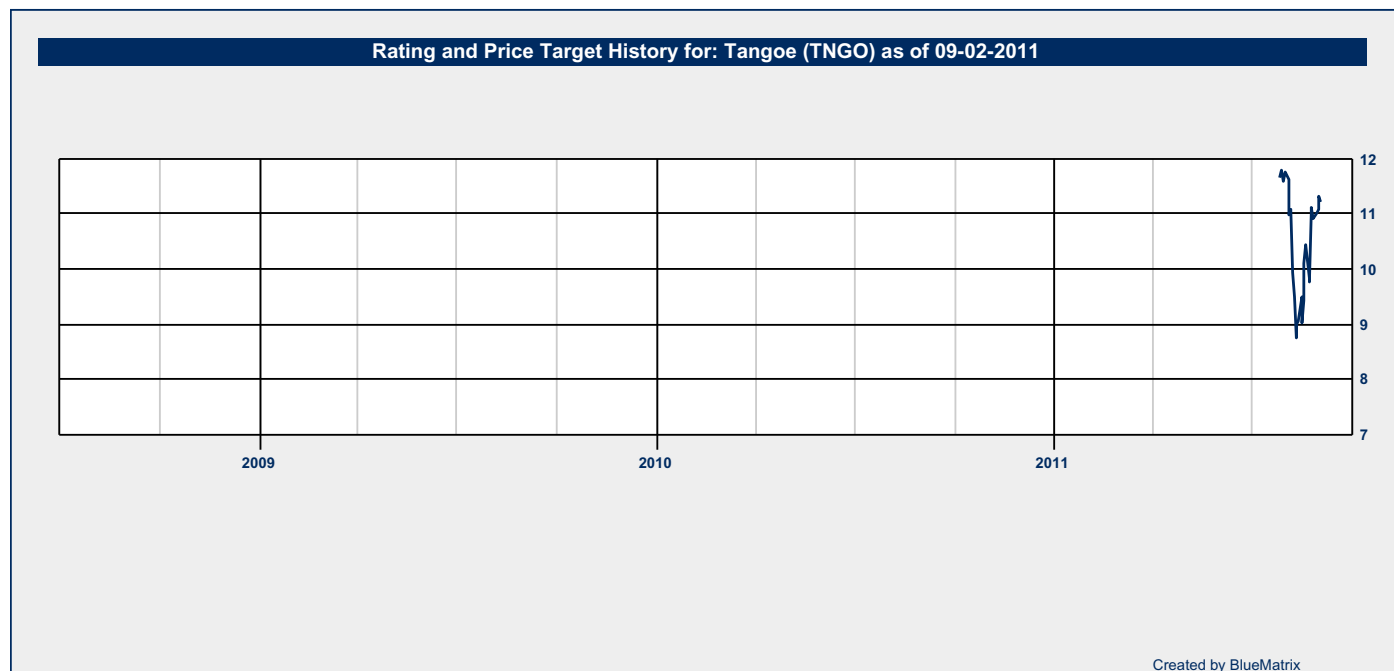 Rating and Price Target History for: Tangoe (TNGO) as of 09-02-2011
12
11
10
9
8
7
2009 2010 2011
Created by BlueMatrix